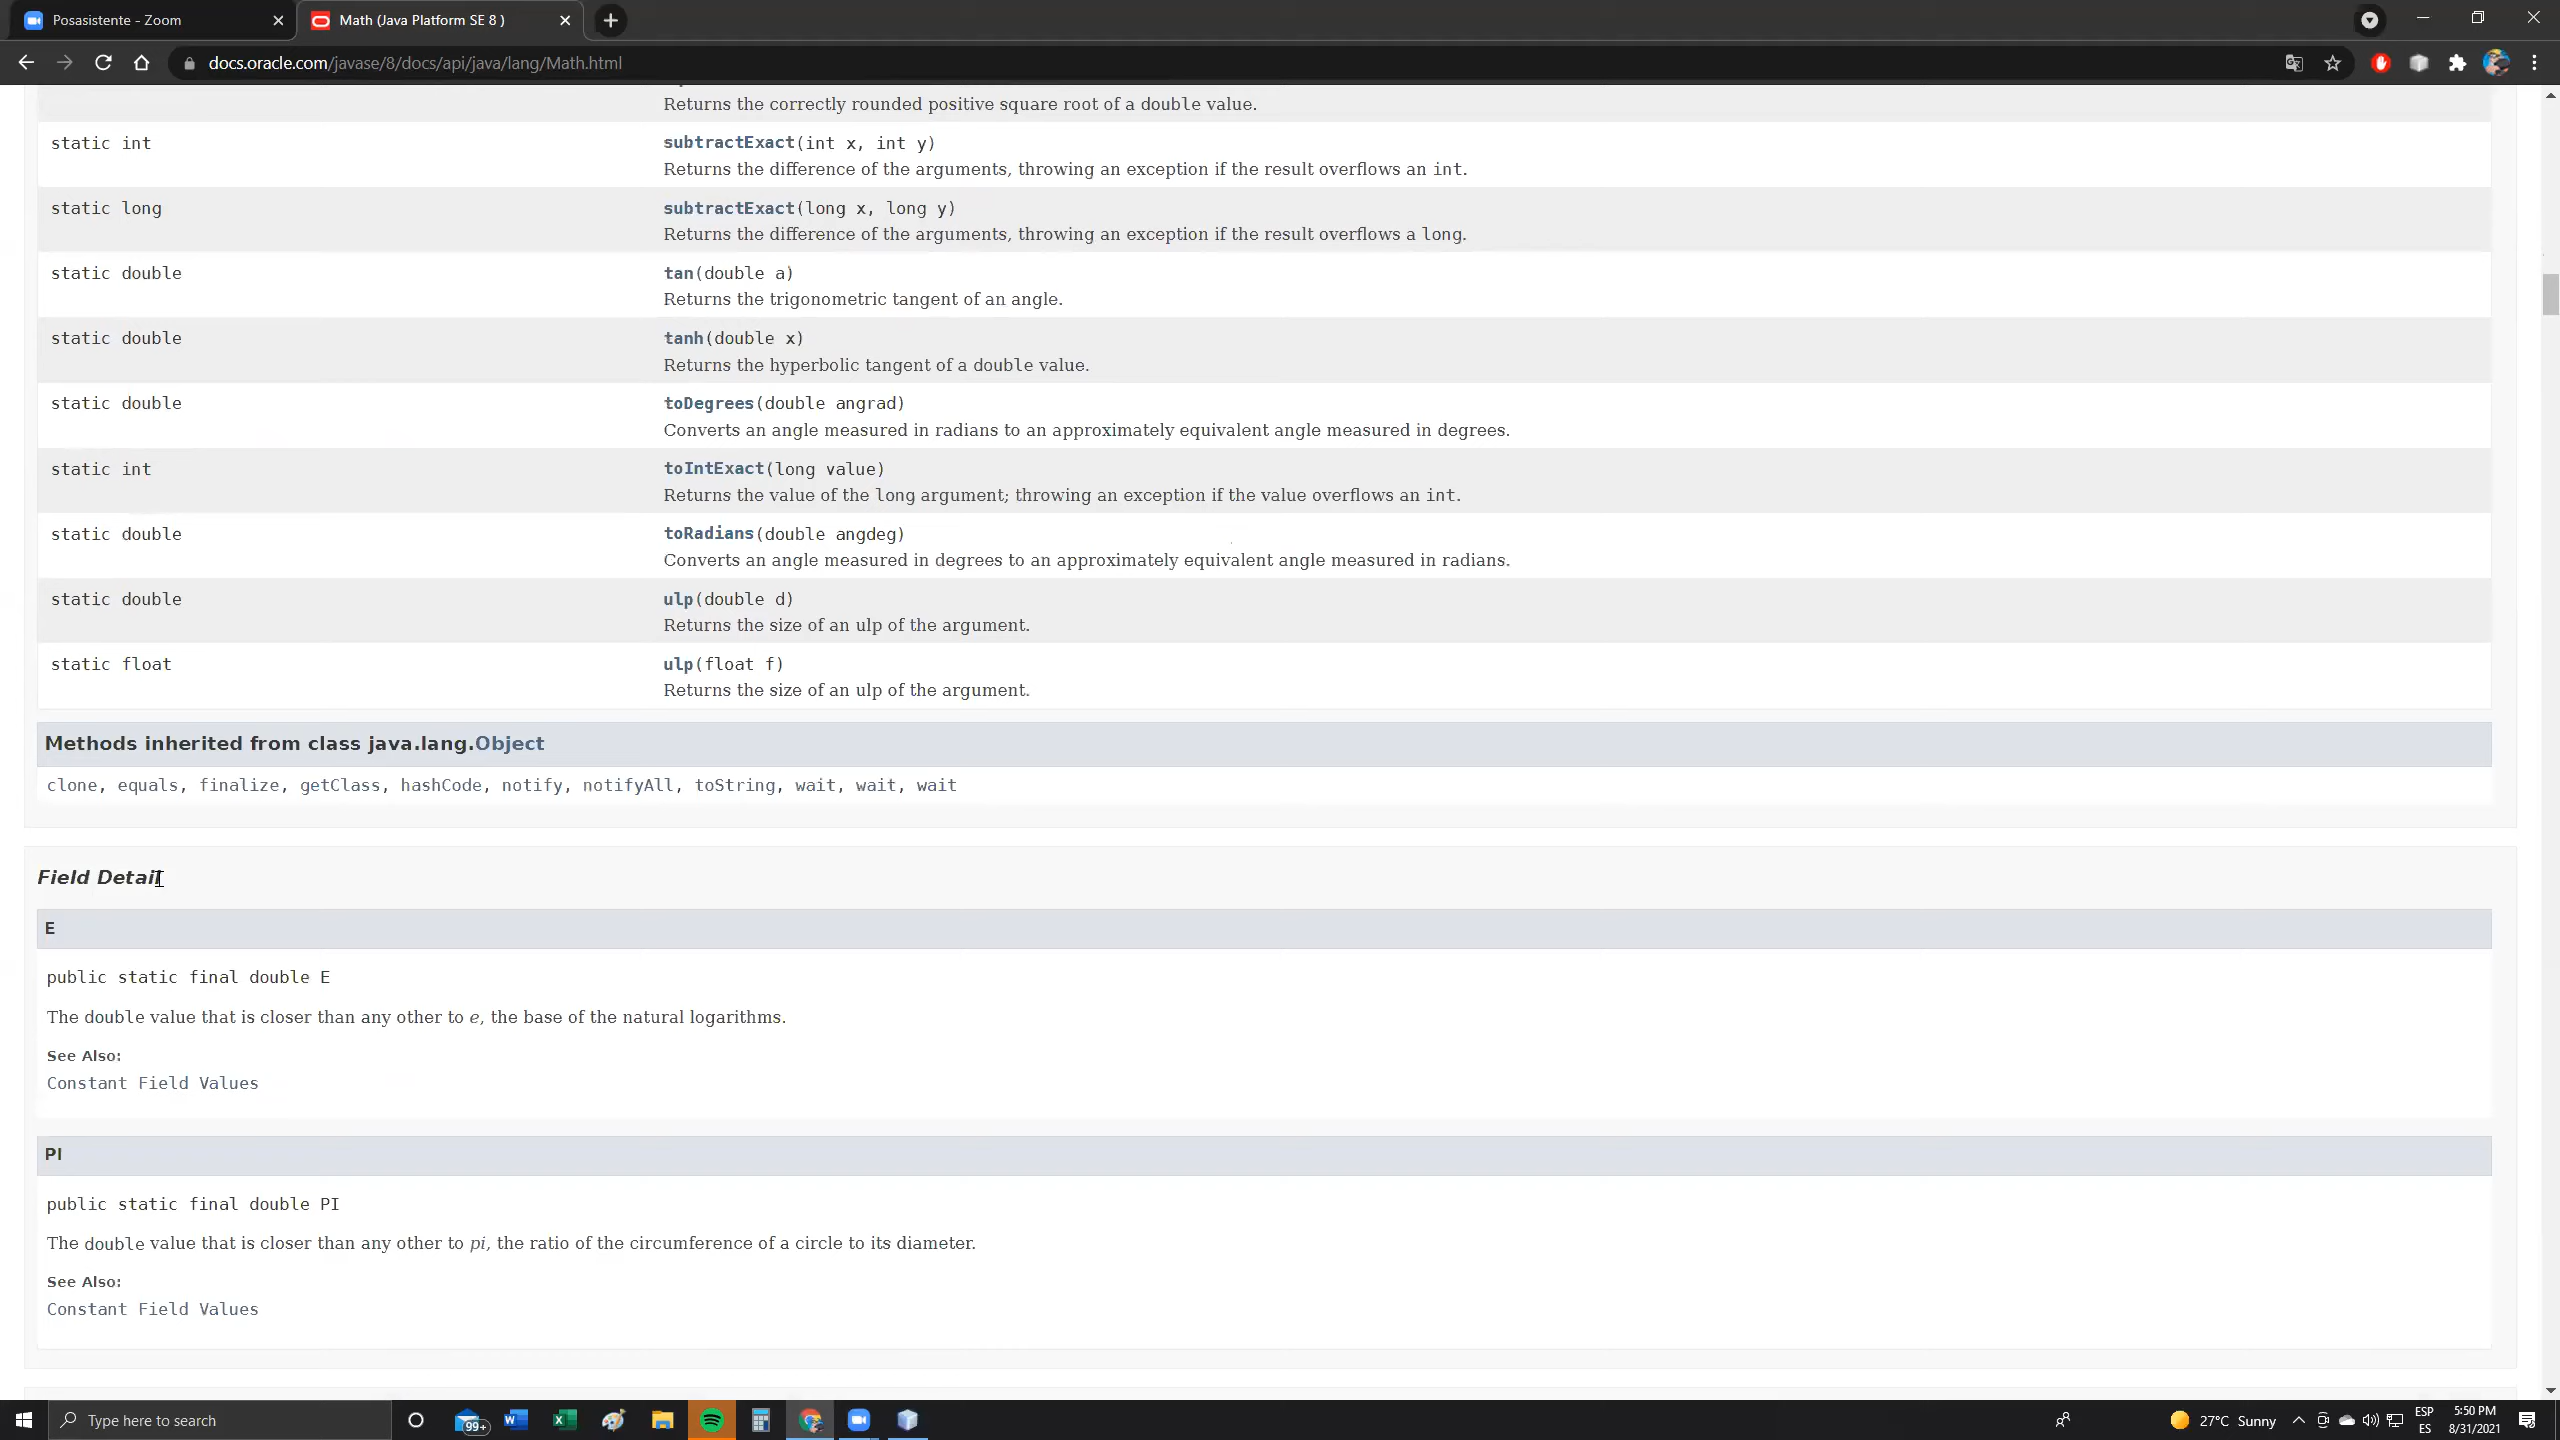 Posasistente - Zoom
Math (Java Platform SE 8 )
docs.oracle.com/javase/8/docs/api/java/lang/Math.html
Returns the correctly rounded positive square root of a double value.
static int subtractExact(int x, int y)
Returns the difference of the arguments, throwing an exception if the result overflows an int.
static long subtractExact(long x, long y)
Returns the difference of the arguments, throwing an exception if the result overflows a long.
static double tan(double a)
Returns the trigonometric tangent of an angle.
static double tanh(double x)
Returns the hyperbolic tangent of a double value.
static double toDegrees(double angrad)
Converts an angle measured in radians to an approximately equivalent angle measured in degrees.
static int toIntExact(long value)
Returns the value of the long argument; throwing an exception if the value overflows an int.
static double toRadians(double angdeg)
Converts an angle measured in degrees to an approximately equivalent angle measured in radians.
static double ulp(double d)
Returns the size of an ulp of the argument.
static float ulp(float f)
Returns the size of an ulp of the argument.
Methods inherited from class java.lang.Object
clone, equals, finalize, getClass, hashCode, notify, notifyAll, toString, wait, wait, wait
Field Detail
E
public static final double E
The double value that is closer than any other to e, the base of the natural logarithms.
See Also:
Constant Field Values
PI
public static final double PI
The double value that is closer than any other to pi, the ratio of the circumference of a circle to its diameter.
See Also:
Constant Field Values
Type here to search
99+
27°C Sunny
ESP
ES
5:50 PM
8/31/2021